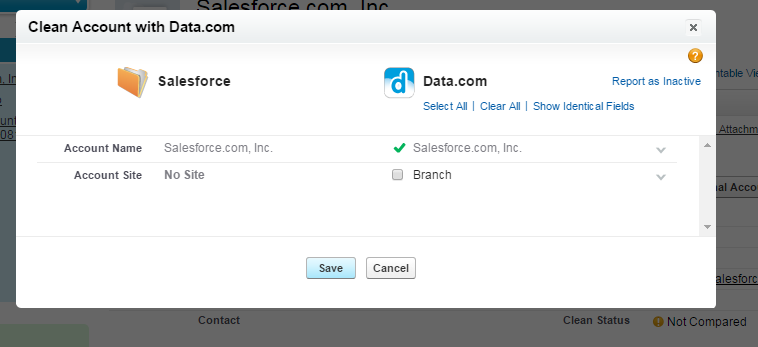 Salesforce.com, Inc.
Clean Account with Data.com
Salesforce
Data.com
Report as Inactive
Select All | Clear All | Show Identical Fields
Account Name Salesforce.com, Inc. Salesforce.com, Inc.
Account Site No Site Branch
Save Cancel
Contact Clean Status Not Compared